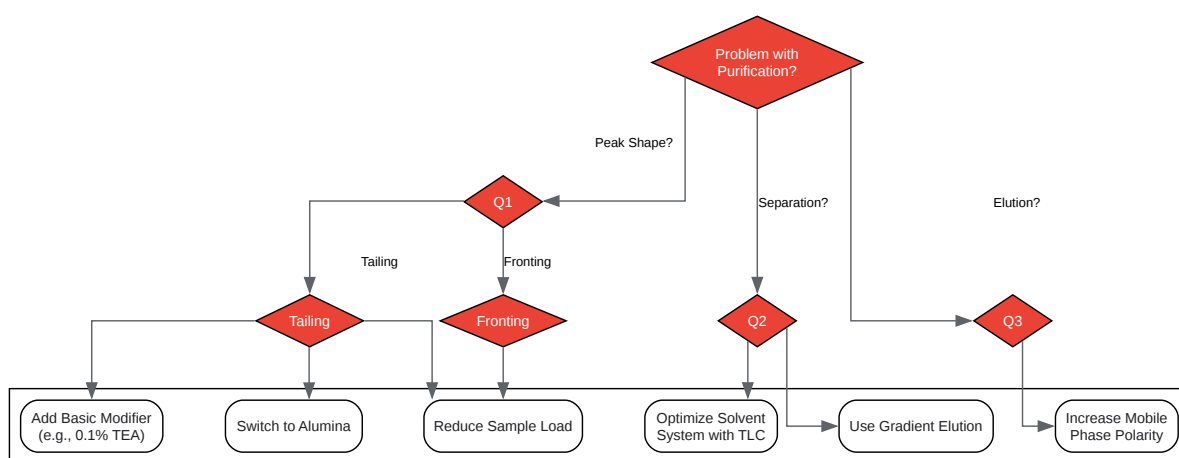 Problem with
Purification?
Peak Shape?
Q1
Separation?
Elution?
Tailing
Fronting
Tailing
Fronting
Q2
Q3
Add Basic Modifier
(e.g., 0.1% TEA)
Switch to Alumina
Reduce Sample Load
Optimize Solvent
System with TLC
Use Gradient Elution
Increase Mobile
Phase Polarity